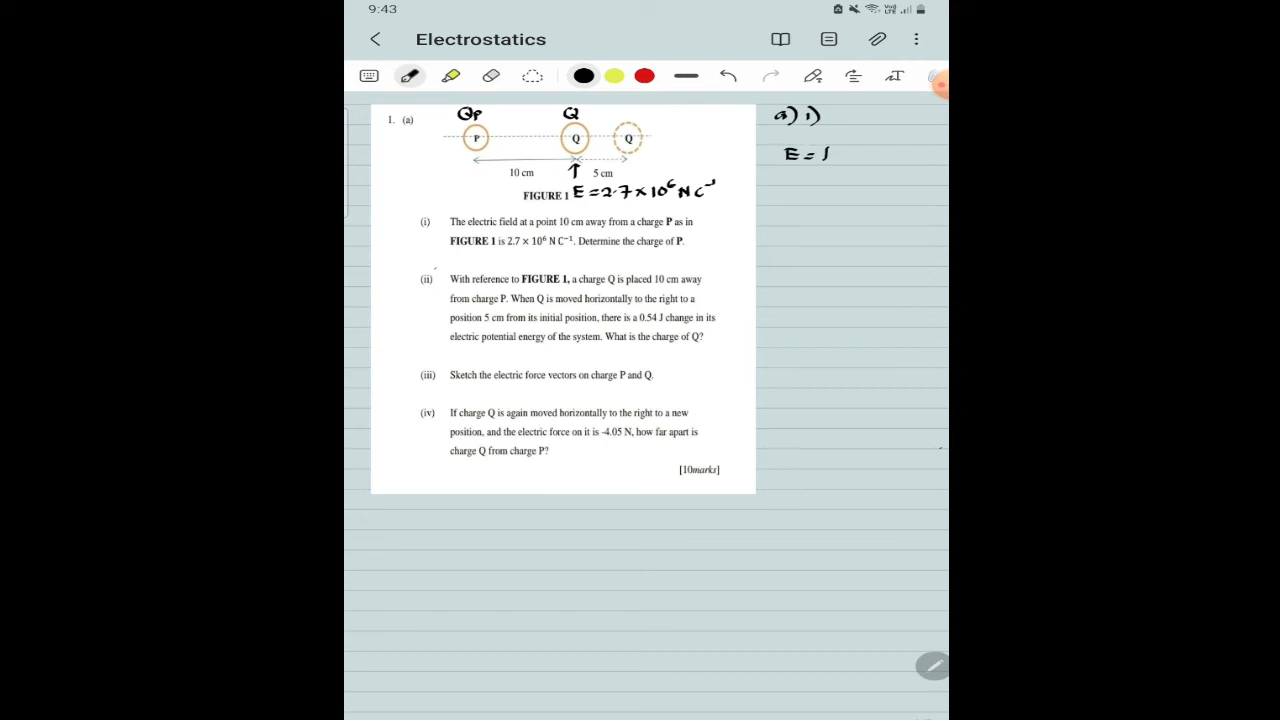 9:43
Electrostatics
1. (a)
QP
Q
P
Q
Q
10 cm
5 cm
FIGURE 1
E = 2.7 × 10⁶ N C⁻¹
(i) The electric field at a point 10 cm away from a charge P as in
FIGURE 1 is 2.7 × 10⁶ N C⁻¹. Determine the charge of P.
(ii) With reference to FIGURE 1, a charge Q is placed 10 cm away
from charge P. When Q is moved horizontally to the right to a
position 5 cm from its initial position, there is a 0.54 J change in its
electric potential energy of the system. What is the charge of Q?
(iii) Sketch the electric force vectors on charge P and Q.
(iv) If charge Q is again moved horizontally to the right to a new
position, and the electric force on it is -4.05 N, how far apart is
charge Q from charge P?
[10marks]
a) i)
E =